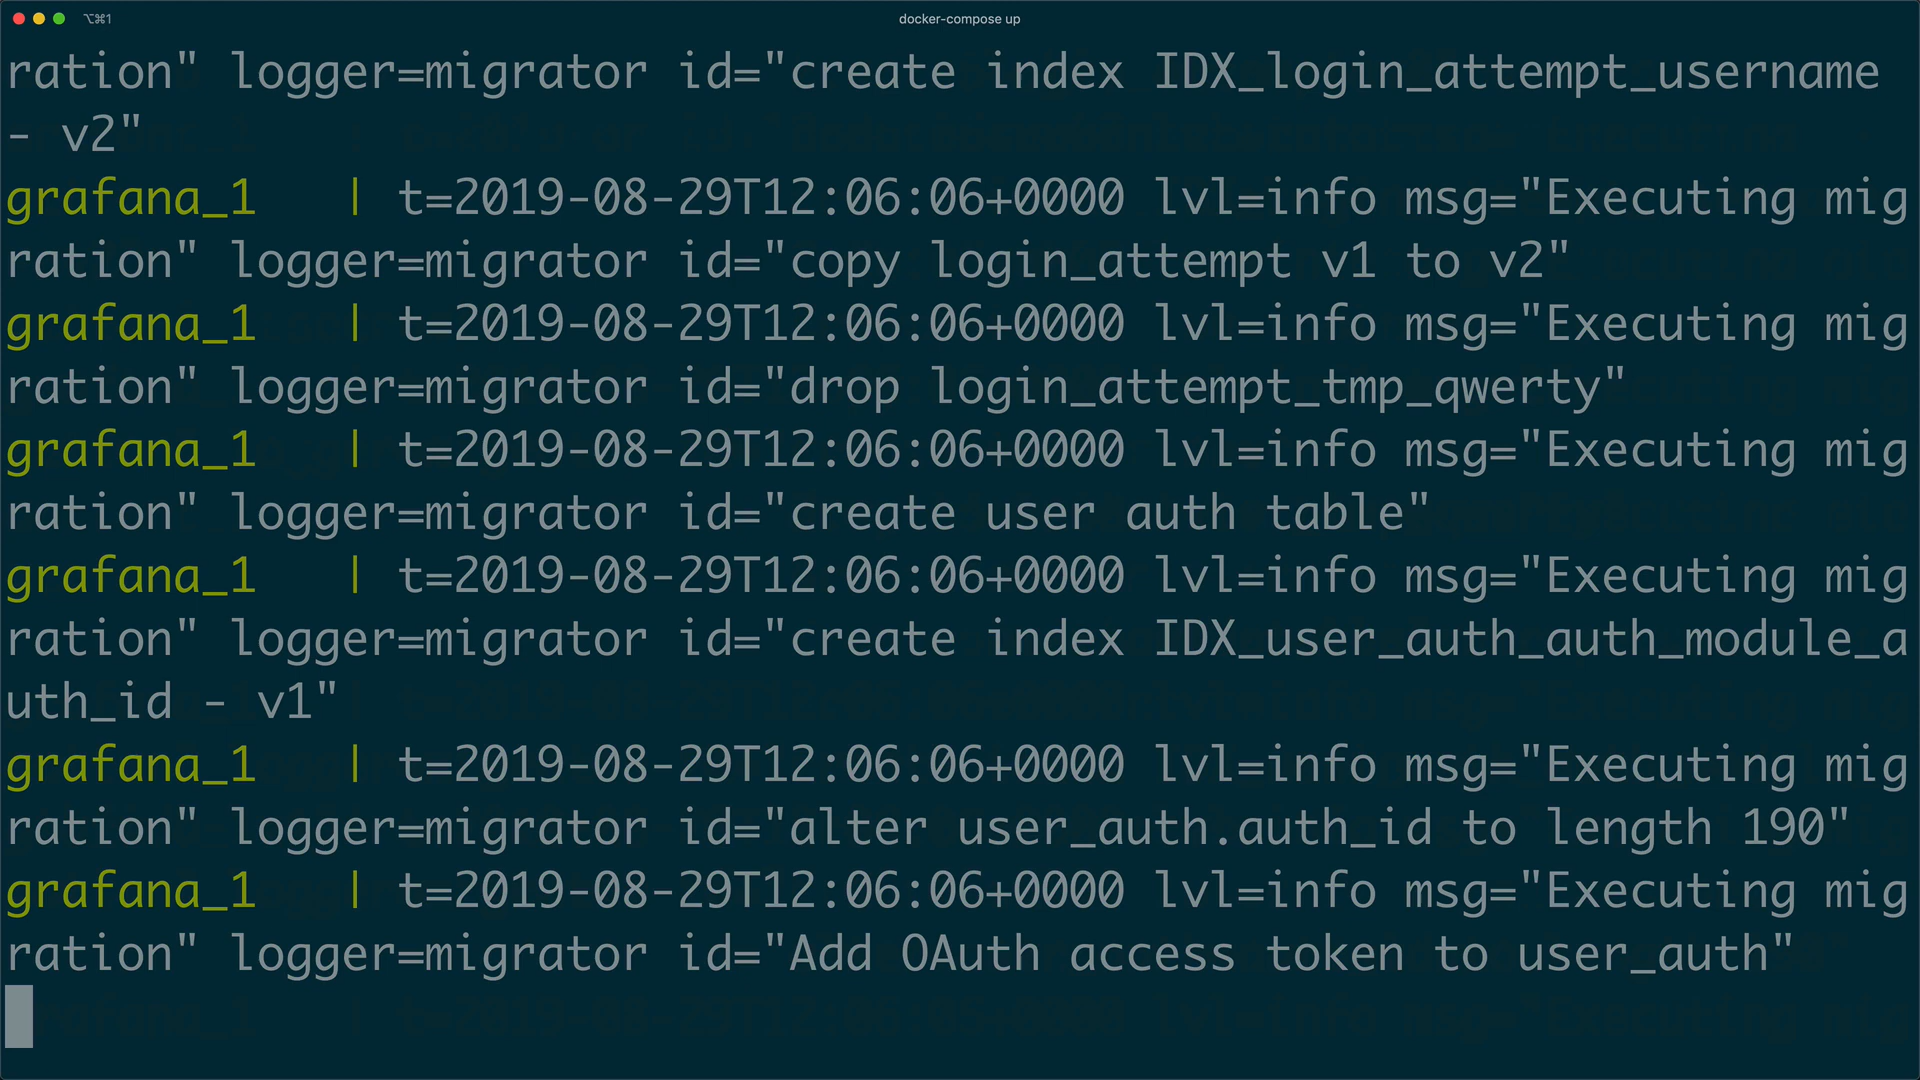 ⌥⌘1
docker-compose up
ration" logger=migrator id="create index IDX_login_attempt_username
- v2"
grafana_1   | t=2019-08-29T12:06:06+0000 lvl=info msg="Executing mig
ration" logger=migrator id="copy login_attempt v1 to v2"
grafana_1   | t=2019-08-29T12:06:06+0000 lvl=info msg="Executing mig
ration" logger=migrator id="drop login_attempt_tmp_qwerty"
grafana_1   | t=2019-08-29T12:06:06+0000 lvl=info msg="Executing mig
ration" logger=migrator id="create user auth table"
grafana_1   | t=2019-08-29T12:06:06+0000 lvl=info msg="Executing mig
ration" logger=migrator id="create index IDX_user_auth_auth_module_a
uth_id - v1"
grafana_1   | t=2019-08-29T12:06:06+0000 lvl=info msg="Executing mig
ration" logger=migrator id="alter user_auth.auth_id to length 190"
grafana_1   | t=2019-08-29T12:06:06+0000 lvl=info msg="Executing mig
ration" logger=migrator id="Add OAuth access token to user_auth"